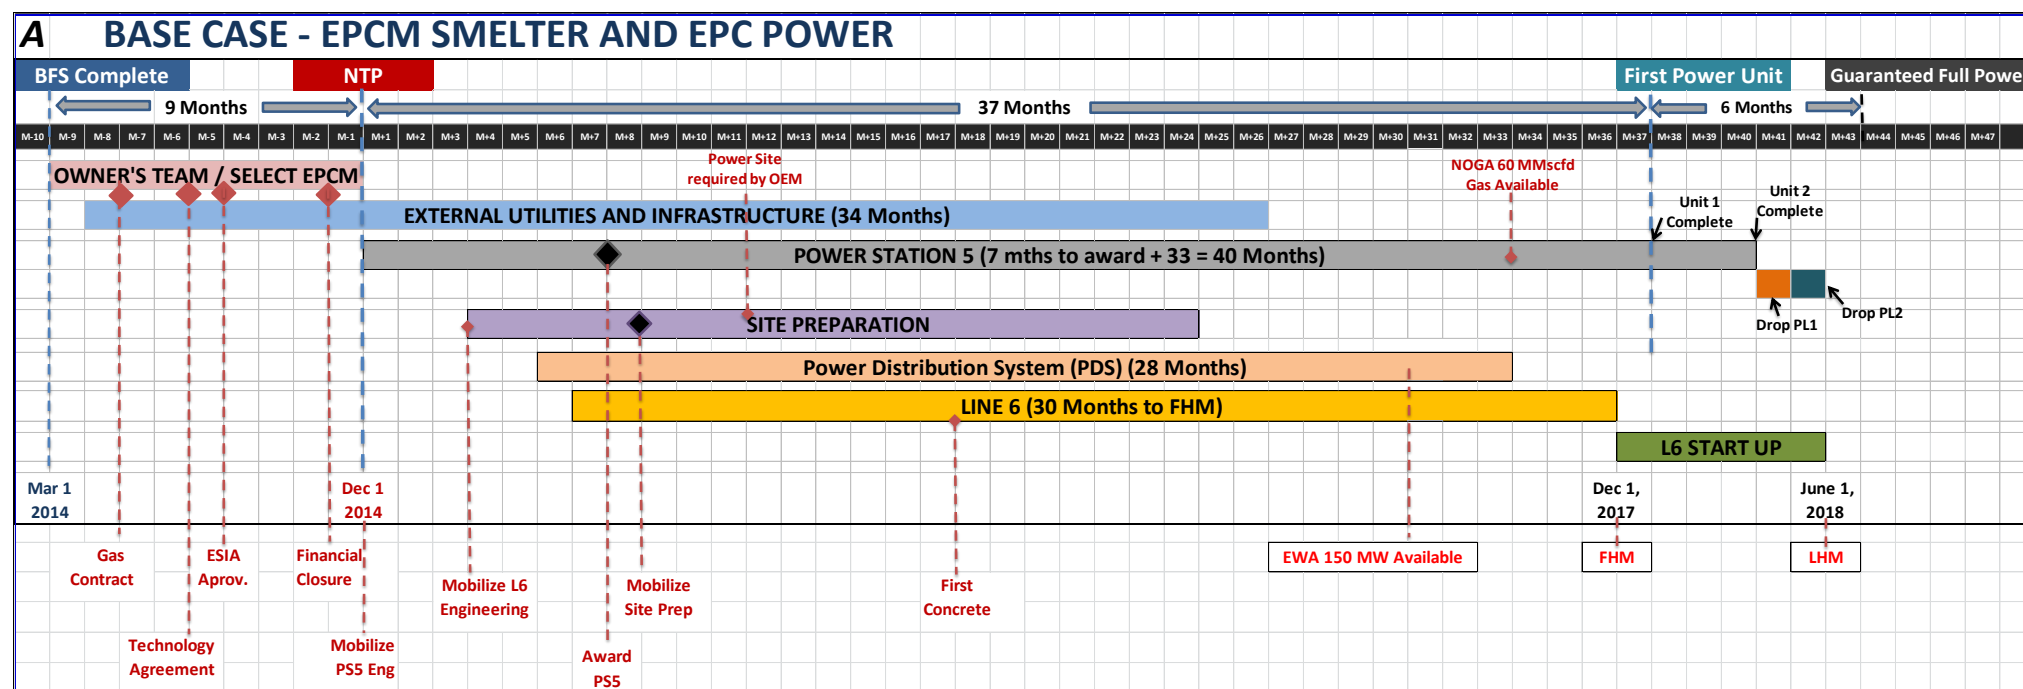 A BASE CASE - EPCM SMELTER AND EPC POWER
BFS Complete NTP First Power Unit Guaranteed Full Powe
9 Months 37 Months 6 Months
M-10 M-9 M-8 M-7 M-6 M-5 M-4 M-3 M-2 M-1 M+1 M+2 M+3 M+4 M+5 M+6 M+7 M+8 M+9 M+10 M+11 M+12 M+13 M+14 M+15 M+16 M+17 M+18 M+19 M+20 M+21 M+22 M+23 M+24 M+25 M+26 M+27 M+28 M+29 M+30 M+31 M+32 M+33 M+34 M+35 M+36 M+37 M+38 M+39 M+40 M+41 M+42 M+43 M+44 M+45 M+46 M+47
Power Site
required by OEM
NOGA 60 MMscfd
Gas Available
OWNER'S TEAM / SELECT EPCM
Unit 1
Complete
Unit 2
Complete
EXTERNAL UTILITIES AND INFRASTRUCTURE (34 Months)
POWER STATION 5 (7 mths to award + 33 = 40 Months)
Drop PL1
Drop PL2
SITE PREPARATION
Power Distribution System (PDS) (28 Months)
LINE 6 (30 Months to FHM)
L6 START UP
Mar 1
2014
Dec 1
2014
Dec 1,
2017
June 1,
2018
Gas
Contract
ESIA
Aprov.
Financial
Closure
EWA 150 MW Available
FHM
LHM
Mobilize L6
Engineering
Mobilize
Site Prep
First
Concrete
Technology
Agreement
Mobilize
PS5 Eng
Award
PS5